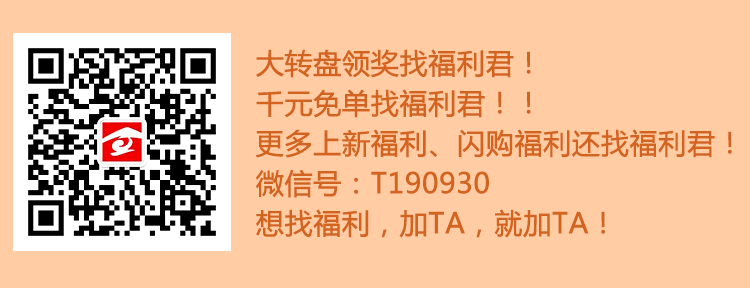 大转盘领奖找福利君！
千元免单找福利君！！
更多上新福利、闪购福利还找福利君！
微信号：T190930
想找福利，加TA，就加TA！